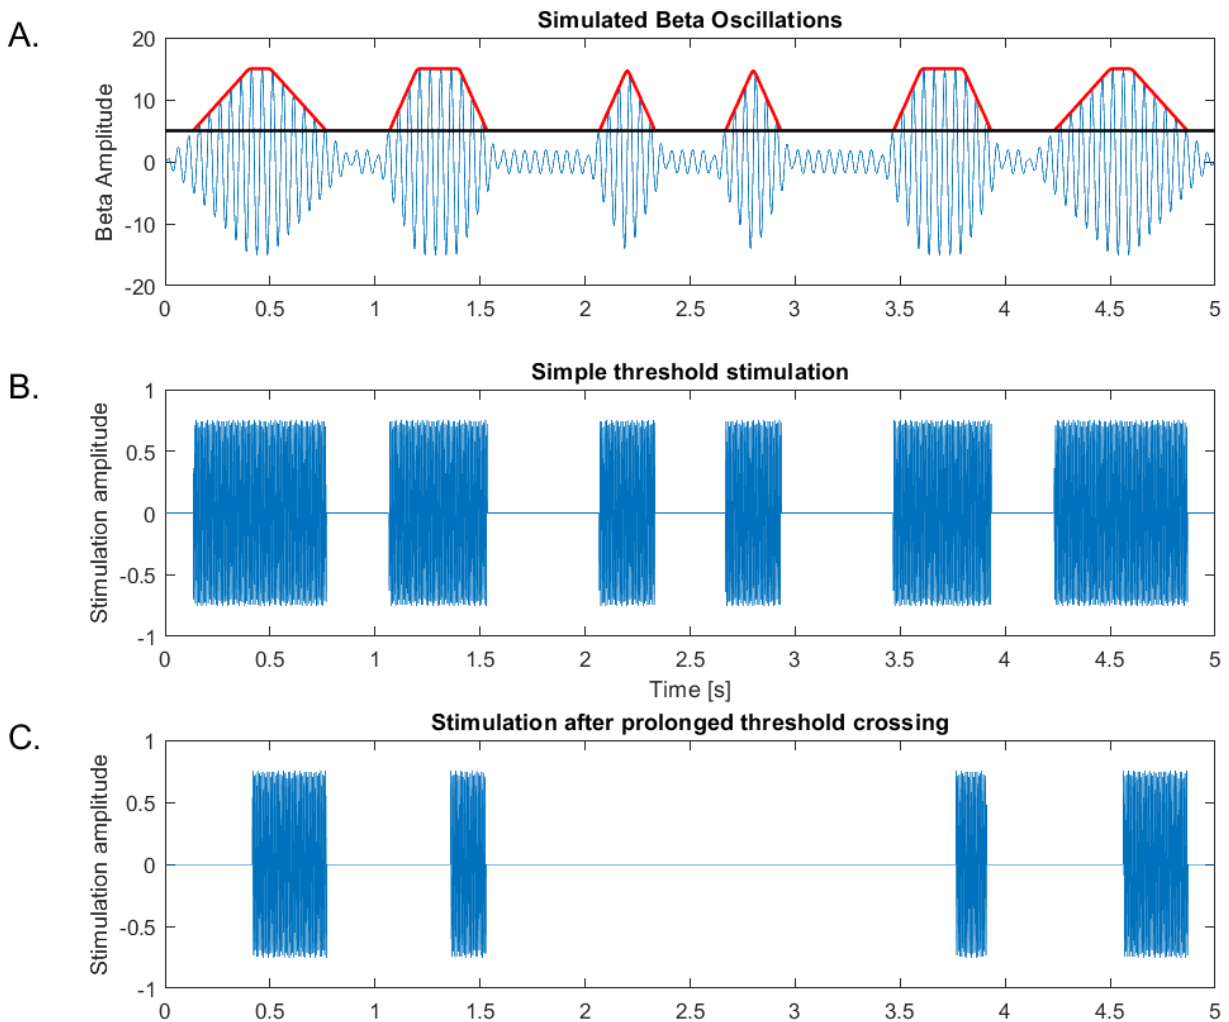 A.
Simulated Beta Oscillations
Beta Amplitude
20
10
0
-10
-20
0 0.5 1 1.5 2 2.5 3 3.5 4 4.5 5
B.
Simple threshold stimulation
Stimulation amplitude
1
0.5
0
-0.5
-1
0 0.5 1 1.5 2 2.5 3 3.5 4 4.5 5
Time [s]
C.
Stimulation after prolonged threshold crossing
Stimulation amplitude
1
0.5
0
-0.5
-1
0 0.5 1 1.5 2 2.5 3 3.5 4 4.5 5